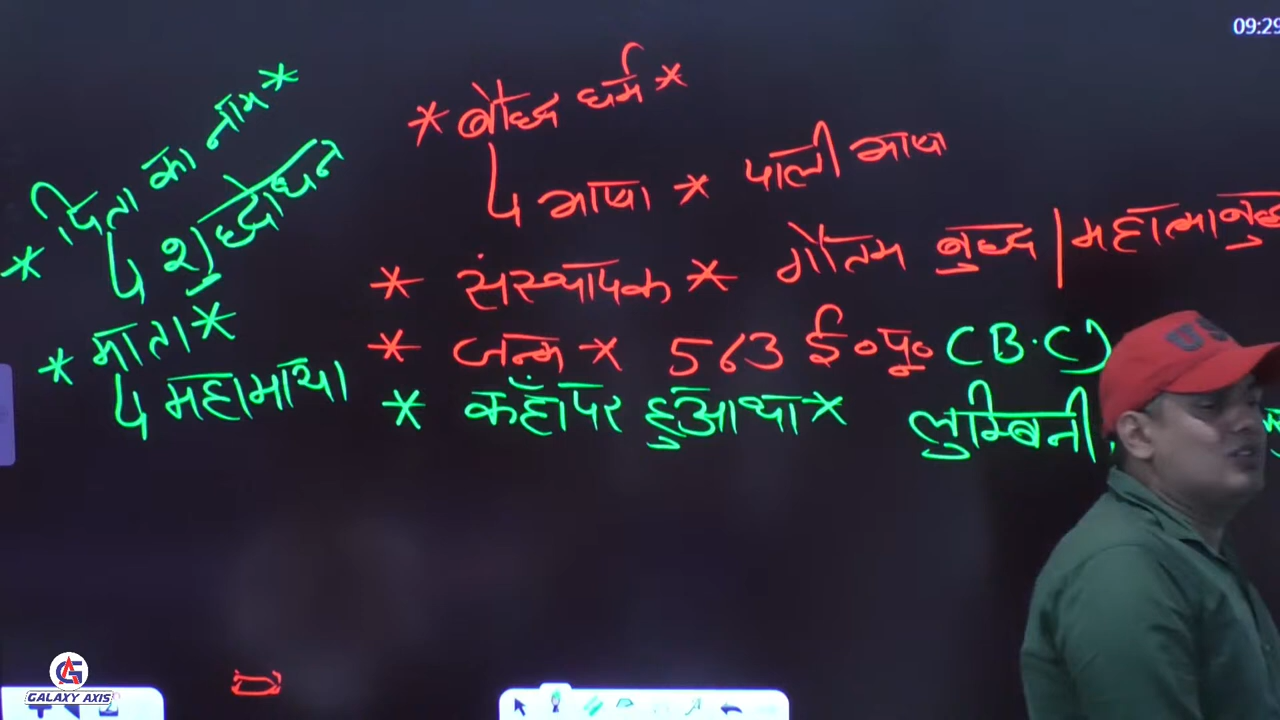 09:29
* पिता का नाम *
↳ शुद्धोधन
* माता *
↳ महामाया
* बौद्ध धर्म *
↳ भाषा * पाली भाषा
* संस्थापक * गौतम बुद्ध | महात्मा बुद्ध
* जन्म * 563 ई०पू० (B.C)
* कहाँ पर हुआ था * लुम्बिनी,
U
GALAXY AXIS